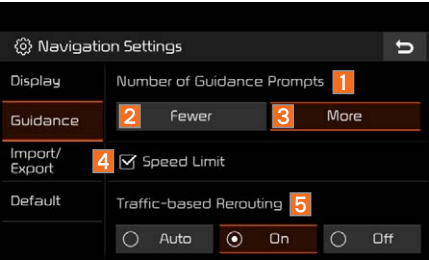 Navigation Settings
Display
Number of Guidance Prompts 1
Guidance
2 Fewer
3 More
Import/
Export
4 Speed Limit
Default
Traffic-based Rerouting 5
Auto
On
Off